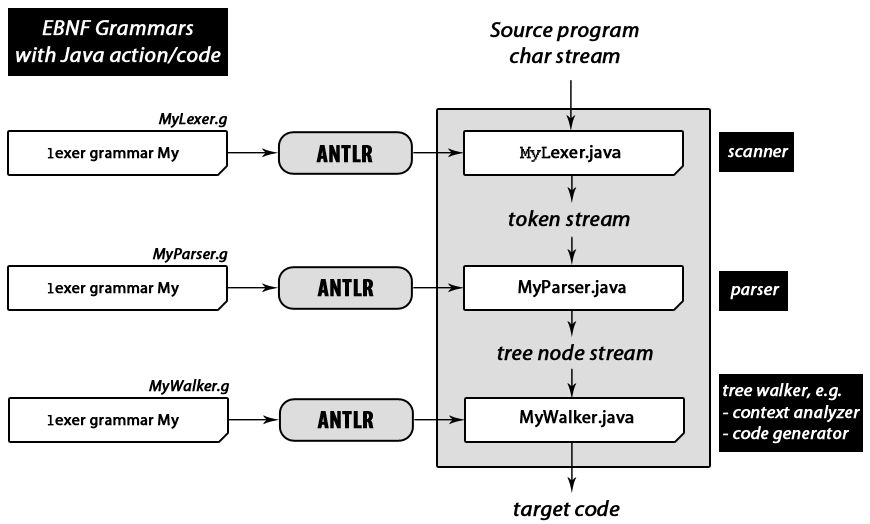 EBNF Grammars
with Java action/code
Source program
char stream
MyLexer.g
lexer grammar My
ANTLR
MyLexer.java
scanner
token stream
MyParser.g
lexer grammar My
ANTLR
MyParser.java
parser
tree node stream
MyWalker.g
lexer grammar My
ANTLR
MyWalker.java
tree walker, e.g.
- context analyzer
- code generator
target code